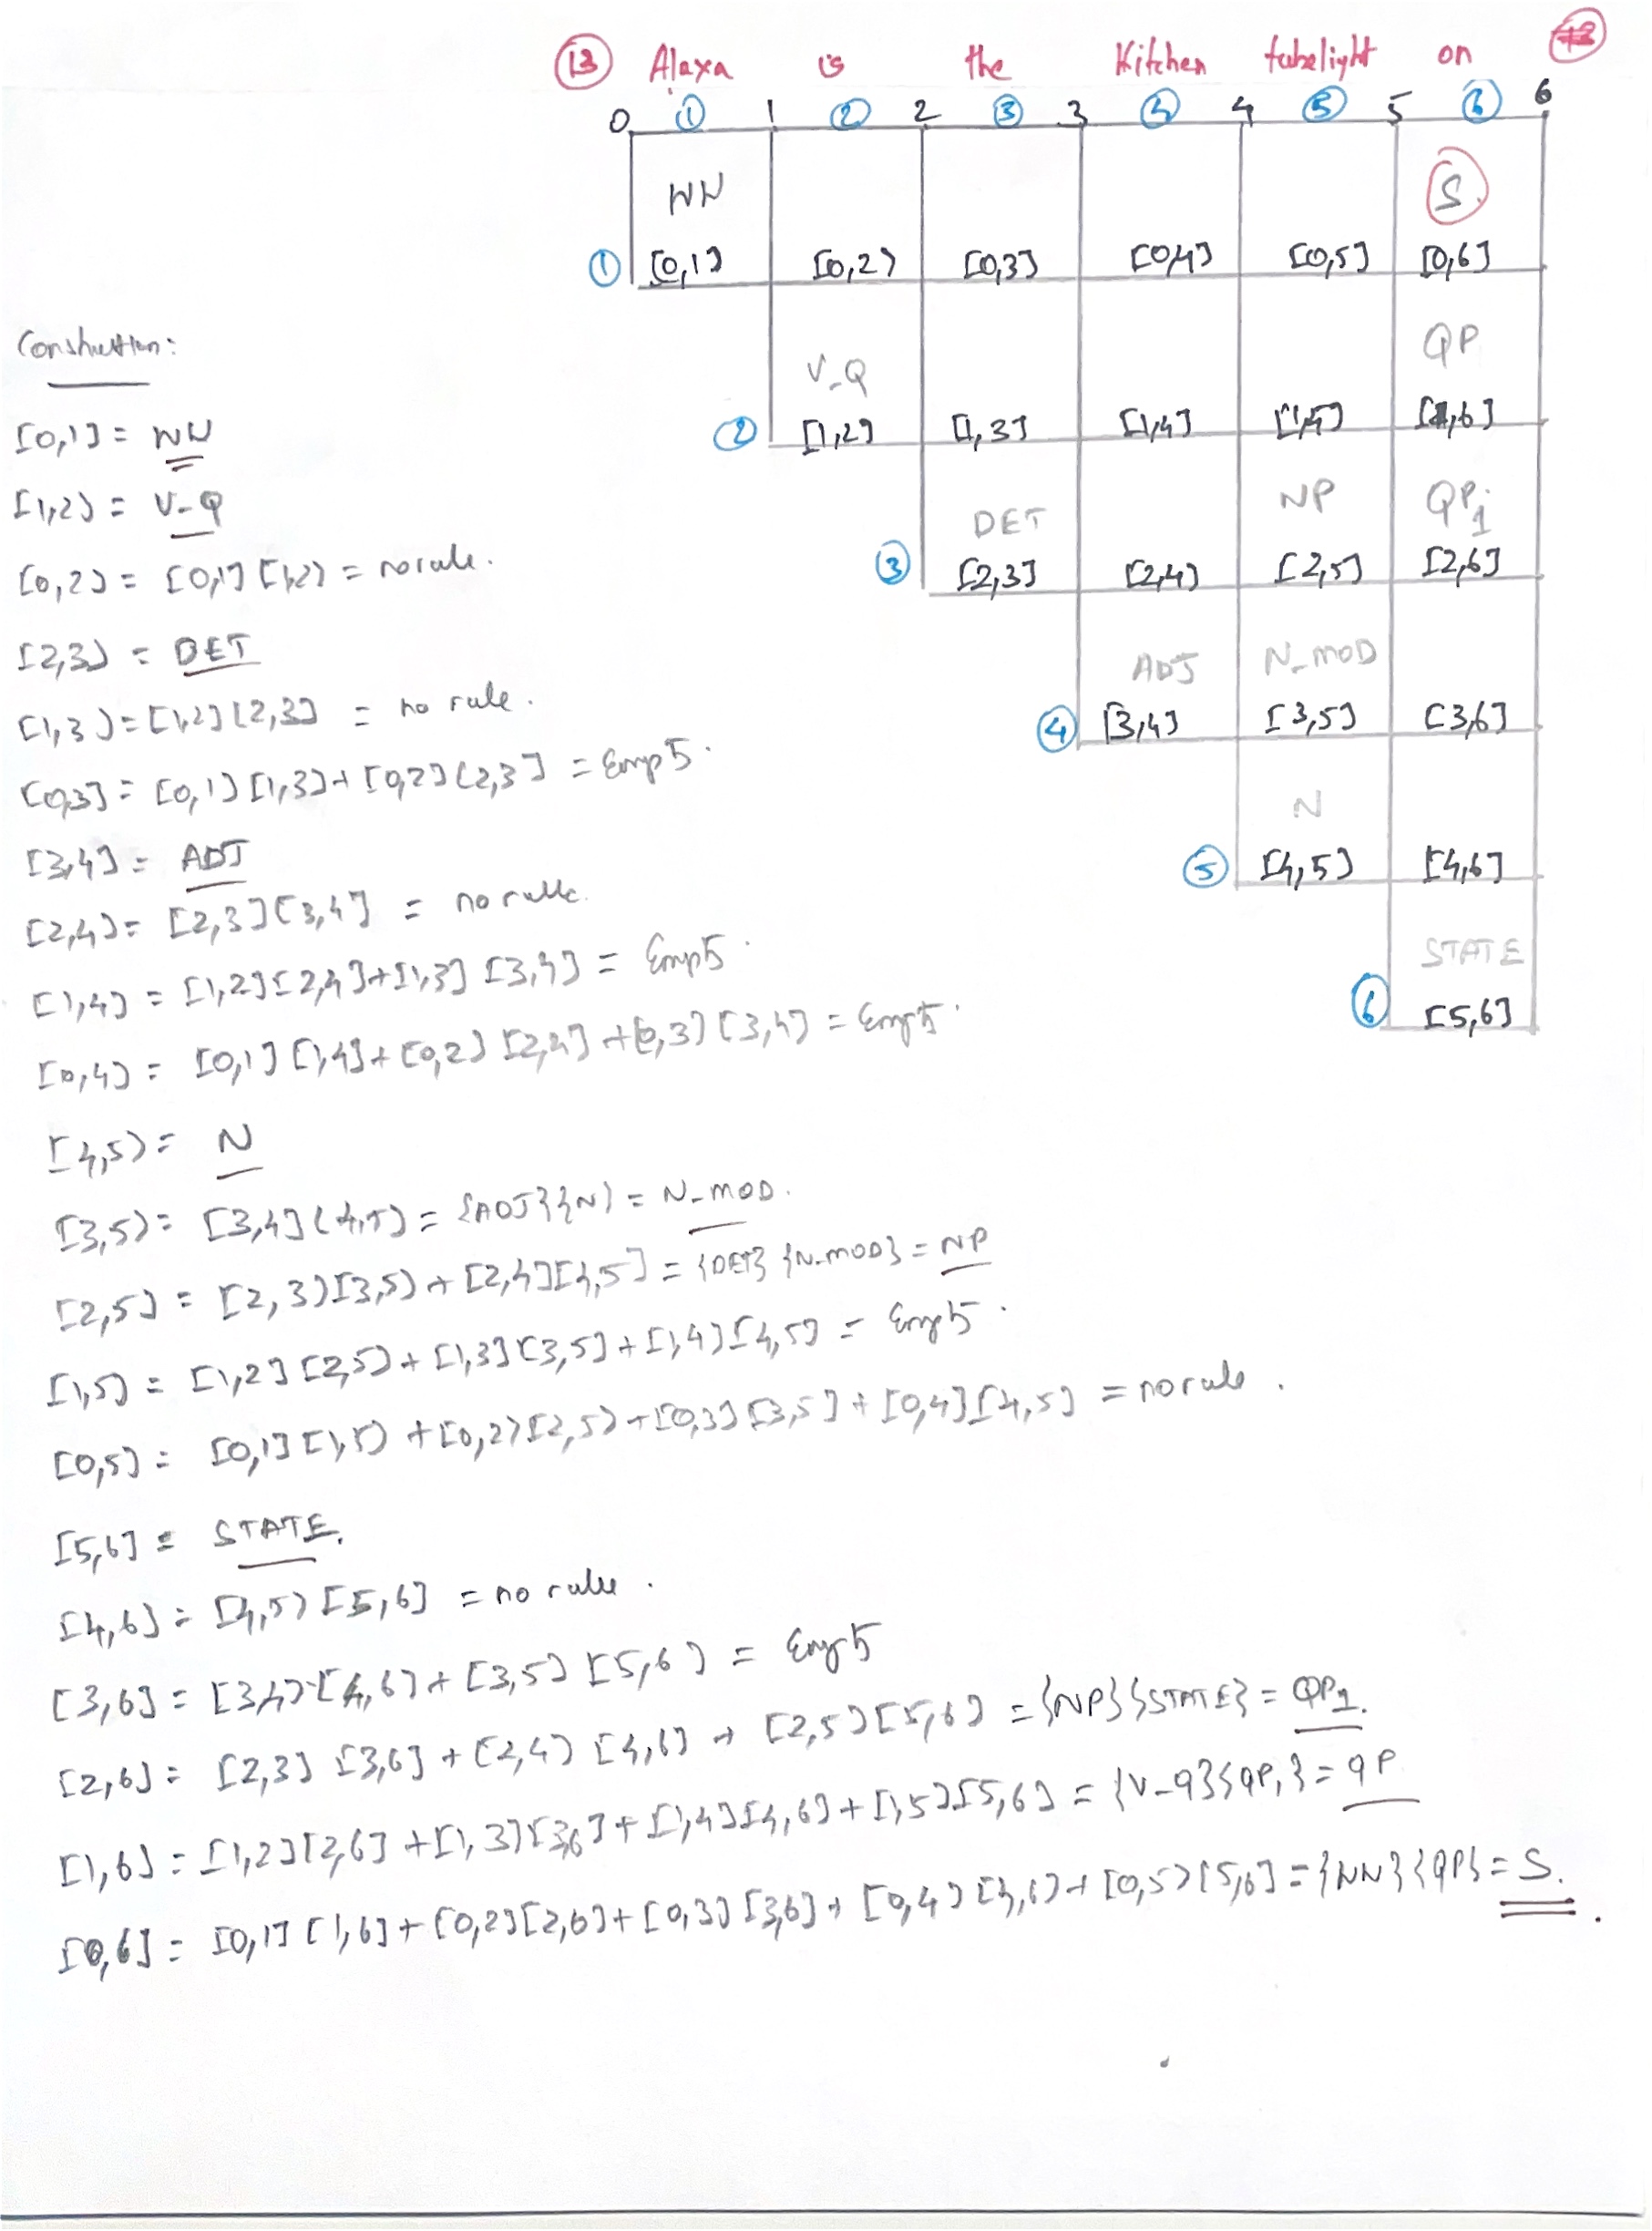 13 Alaxa is the Kitchen tubelight on
0 ① 1 ② 2 ③ 3 ④ 4 ⑤ 5 ⑥ 6
WW S
① [0,1] [0,2] [0,3] [0,4] [0,5] [0,6]
V_Q QP
② [1,2] [1,3] [1,4] [1,5] [1,6]
DET NP QP1
③ [2,3] [2,4] [2,5] [2,6]
ADJ N_MOD
④ [3,4] [3,5] [3,6]
N
⑤ [4,5] [4,6]
STATE
⑥ [5,6]
Construction:
[0,1] = WW
[1,2] = V_Q
[0,2] = [0,1] [1,2] = no rule.
[2,3] = DET
[1,3] = [1,2] [2,3] = no rule.
[0,3] = [0,1] [1,3] + [0,2] [2,3] = Empty.
[3,4] = ADJ
[2,4] = [2,3] [3,4] = no rule.
[1,4] = [1,2] [2,4] + [1,3] [3,4] = Empty.
[0,4] = [0,1] [1,4] + [0,2] [2,4] + [0,3] [3,4] = Empty.
[4,5] = N
[3,5] = [3,4] [4,5] = {ADJ} {N} = N_MOD.
[2,5] = [2,3] [3,5] + [2,4] [4,5] = {DET} {N_MOD} = NP
[1,5] = [1,2] [2,5] + [1,3] [3,5] + [1,4] [4,5] = Empty.
[0,5] = [0,1] [1,5] + [0,2] [2,5] + [0,3] [3,5] + [0,4] [4,5] = no rule.
[5,6] = STATE.
[4,6] = [4,5] [5,6] = no rule.
[3,6] = [3,4] [4,6] + [3,5] [5,6] = Empty
[2,6] = [2,3] [3,6] + [2,4] [4,6] + [2,5] [5,6] = {NP} {STATE} = QP1.
[1,6] = [1,2] [2,6] + [1,3] [3,6] + [1,4] [4,6] + [1,5] [5,6] = {V_Q} {QP1} = QP
[0,6] = [0,1] [1,6] + [0,2] [2,6] + [0,3] [3,6] + [0,4] [4,6] + [0,5] [5,6] = {WW} {QP} = S.